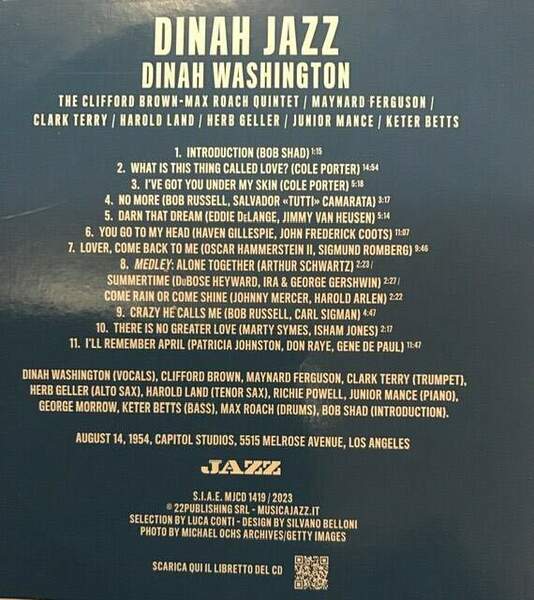 DINAH JAZZ
DINAH WASHINGTON
THE CLIFFORD BROWN-MAX ROACH QUINTET / MAYNARD FERGUSON /
CLARK TERRY / HAROLD LAND / HERB GELLER / JUNIOR MANCE / KETER BETTS
1. INTRODUCTION (BOB SHAD) 1:15
2. WHAT IS THIS THING CALLED LOVE? (COLE PORTER) 14:54
3. I'VE GOT YOU UNDER MY SKIN (COLE PORTER) 5:18
4. NO MORE (BOB RUSSELL, SALVADOR «TUTTI» CAMARATA) 3:17
5. DARN THAT DREAM (EDDIE DeLANGE, JIMMY VAN HEUSEN) 5:14
6. YOU GO TO MY HEAD (HAVEN GILLESPIE, JOHN FREDERICK COOTS) 11:07
7. LOVER, COME BACK TO ME (OSCAR HAMMERSTEIN II, SIGMUND ROMBERG) 9:46
8. MEDLEY: ALONE TOGETHER (ARTHUR SCHWARTZ) 2:23 /
SUMMERTIME (DuBOSE HEYWARD, IRA & GEORGE GERSHWIN) 2:27 /
COME RAIN OR COME SHINE (JOHNNY MERCER, HAROLD ARLEN) 2:22
9. CRAZY HE CALLS ME (BOB RUSSELL, CARL SIGMAN) 4:47
10. THERE IS NO GREATER LOVE (MARTY SYMES, ISHAM JONES) 2:17
11. I'LL REMEMBER APRIL (PATRICIA JOHNSTON, DON RAYE, GENE DE PAUL) 11:47
DINAH WASHINGTON (VOCALS), CLIFFORD BROWN, MAYNARD FERGUSON, CLARK TERRY (TRUMPET),
HERB GELLER (ALTO SAX), HAROLD LAND (TENOR SAX), RICHIE POWELL, JUNIOR MANCE (PIANO),
GEORGE MORROW, KETER BETTS (BASS), MAX ROACH (DRUMS), BOB SHAD (INTRODUCTION).
AUGUST 14, 1954, CAPITOL STUDIOS, 5515 MELROSE AVENUE, LOS ANGELES
JAZZ
S.I.A.E. MJCD 1419 / 2023
© 22PUBLISHING SRL - MUSICAJAZZ.IT
SELECTION BY LUCA CONTI - DESIGN BY SILVANO BELLONI
PHOTO BY MICHAEL OCHS ARCHIVES/GETTY IMAGES
SCARICA QUI IL LIBRETTO DEL CD